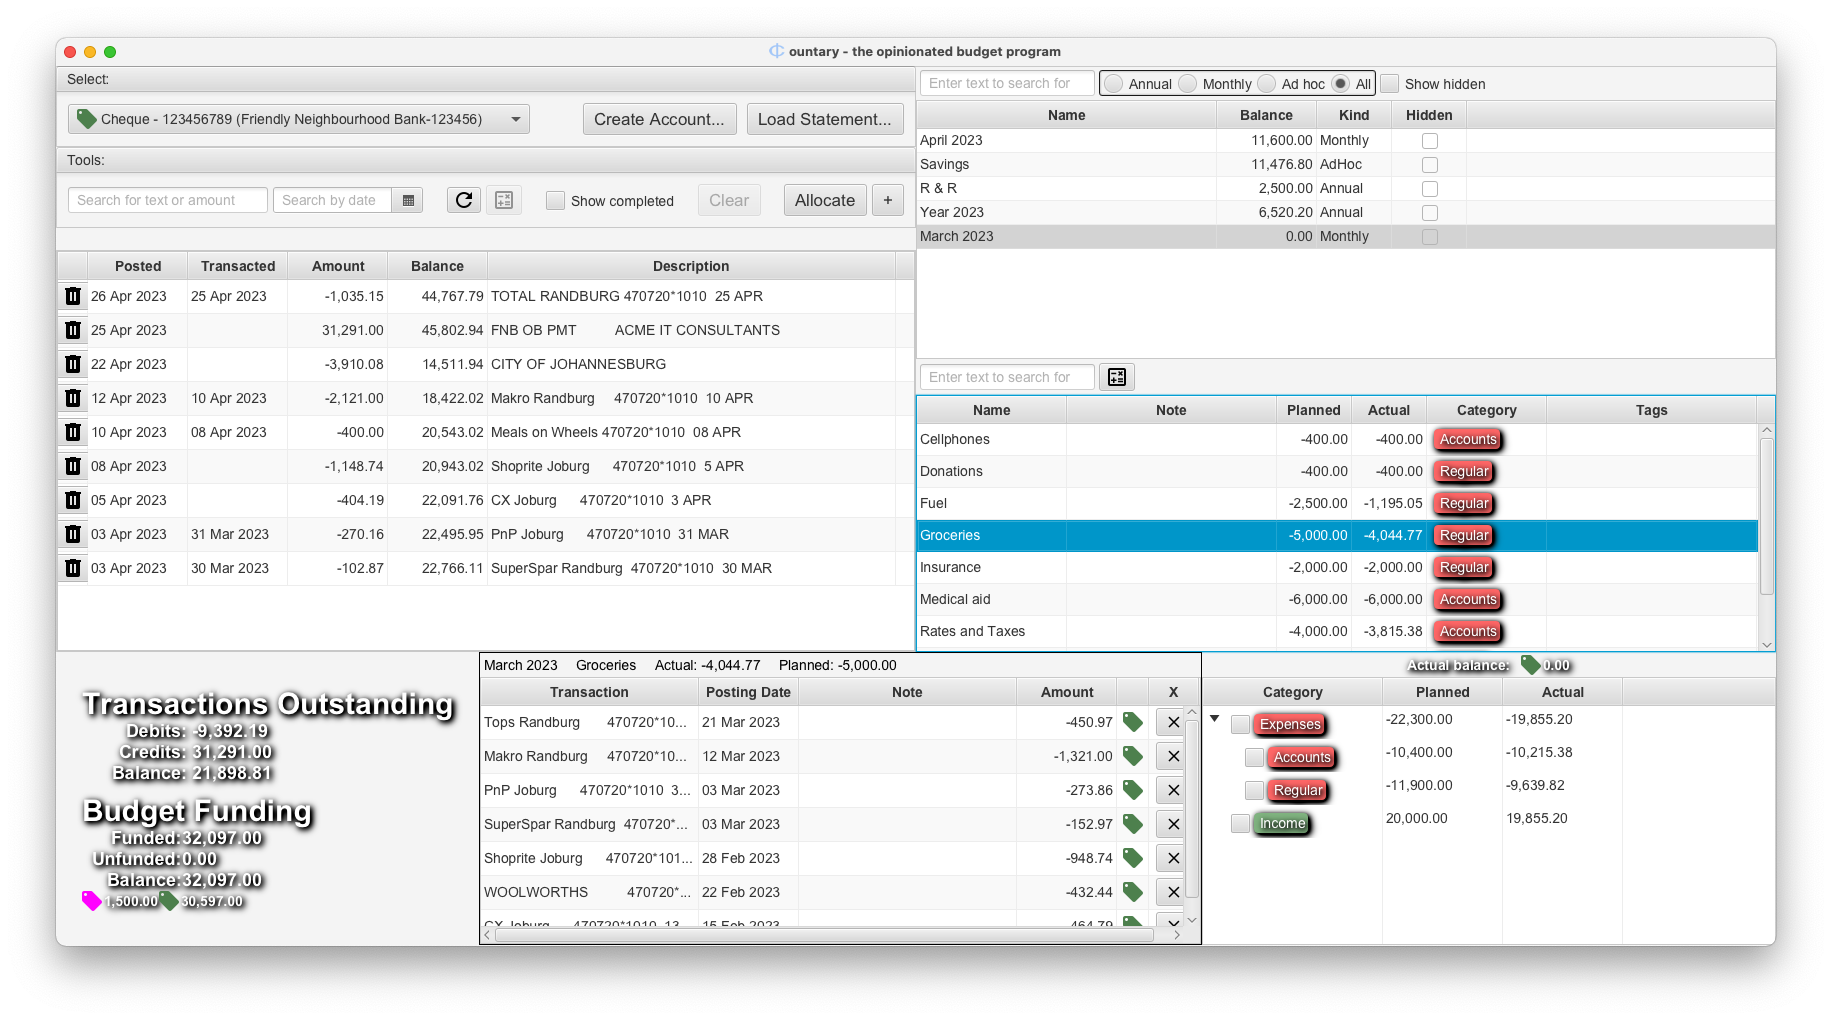 ountary - the opinionated budget program
Select:
Cheque - 123456789 (Friendly Neighbourhood Bank-123456)
Create Account...
Load Statement...
Tools:
Search for text or amount
Search by date
Show completed
Clear
Allocate
+
Posted Transacted Amount Balance Description
26 Apr 2023 25 Apr 2023 -1,035.15 44,767.79 TOTAL RANDBURG 470720*1010 25 APR
25 Apr 2023 31,291.00 45,802.94 FNB OB PMT ACME IT CONSULTANTS
22 Apr 2023 -3,910.08 14,511.94 CITY OF JOHANNESBURG
12 Apr 2023 10 Apr 2023 -2,121.00 18,422.02 Makro Randburg 470720*1010 10 APR
10 Apr 2023 08 Apr 2023 -400.00 20,543.02 Meals on Wheels 470720*1010 08 APR
08 Apr 2023 -1,148.74 20,943.02 Shoprite Joburg 470720*1010 5 APR
05 Apr 2023 -404.19 22,091.76 CX Joburg 470720*1010 3 APR
03 Apr 2023 31 Mar 2023 -270.16 22,495.95 PnP Joburg 470720*1010 31 MAR
03 Apr 2023 30 Mar 2023 -102.87 22,766.11 SuperSpar Randburg 470720*1010 30 MAR
Enter text to search for
Annual Monthly Ad hoc All Show hidden
Name Balance Kind Hidden
April 2023 11,600.00 Monthly
Savings 11,476.80 AdHoc
R & R 2,500.00 Annual
Year 2023 6,520.20 Annual
March 2023 0.00 Monthly
Enter text to search for
Name Note Planned Actual Category Tags
Cellphones -400.00 -400.00 Accounts
Donations -400.00 -400.00 Regular
Fuel -2,500.00 -1,195.05 Regular
Groceries -5,000.00 -4,044.77 Regular
Insurance -2,000.00 -2,000.00 Regular
Medical aid -6,000.00 -6,000.00 Accounts
Rates and Taxes -4,000.00 -3,815.38 Accounts
Transactions Outstanding
Debits: -9,392.19
Credits: 31,291.00
Balance: 21,898.81
Budget Funding
Funded:32,097.00
Unfunded:0.00
Balance:32,097.00
1,500.00 30,597.00
March 2023 Groceries Actual: -4,044.77 Planned: -5,000.00
Transaction Posting Date Note Amount X
Tops Randburg 470720*10... 21 Mar 2023 -450.97
Makro Randburg 470720*10... 12 Mar 2023 -1,321.00
PnP Joburg 470720*1010 3... 03 Mar 2023 -273.86
SuperSpar Randburg 470720*... 03 Mar 2023 -152.97
Shoprite Joburg 470720*101... 28 Feb 2023 -948.74
WOOLWORTHS 470720*... 22 Feb 2023 -432.44
CX Joburg 470720*1010 13... 15 Feb 2023 -464.79
Actual balance: 0.00
Category Planned Actual
Expenses -22,300.00 -19,855.20
Accounts -10,400.00 -10,215.38
Regular -11,900.00 -9,639.82
Income 20,000.00 19,855.20